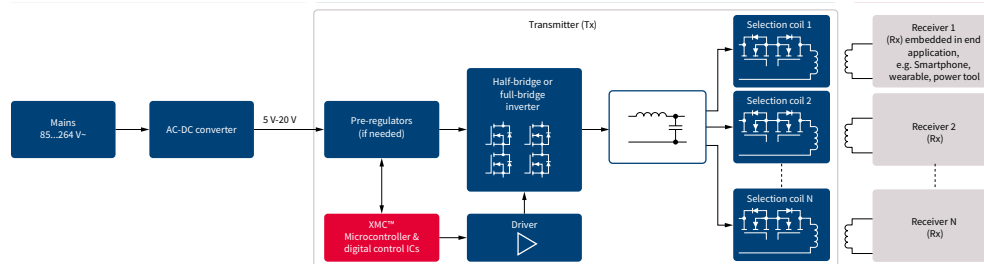 Transmitter (Tx)
Mains
85...264 V~
AC-DC converter
5 V-20 V
Pre-regulators
(if needed)
XMC™
Microcontroller &
digital control ICs
Half-bridge or
full-bridge
inverter
Driver
Selection coil 1
Selection coil 2
Selection coil N
Receiver 1
(Rx) embedded in end
application,
e.g. Smartphone,
wearable, power tool
Receiver 2
(Rx)
Receiver N
(Rx)